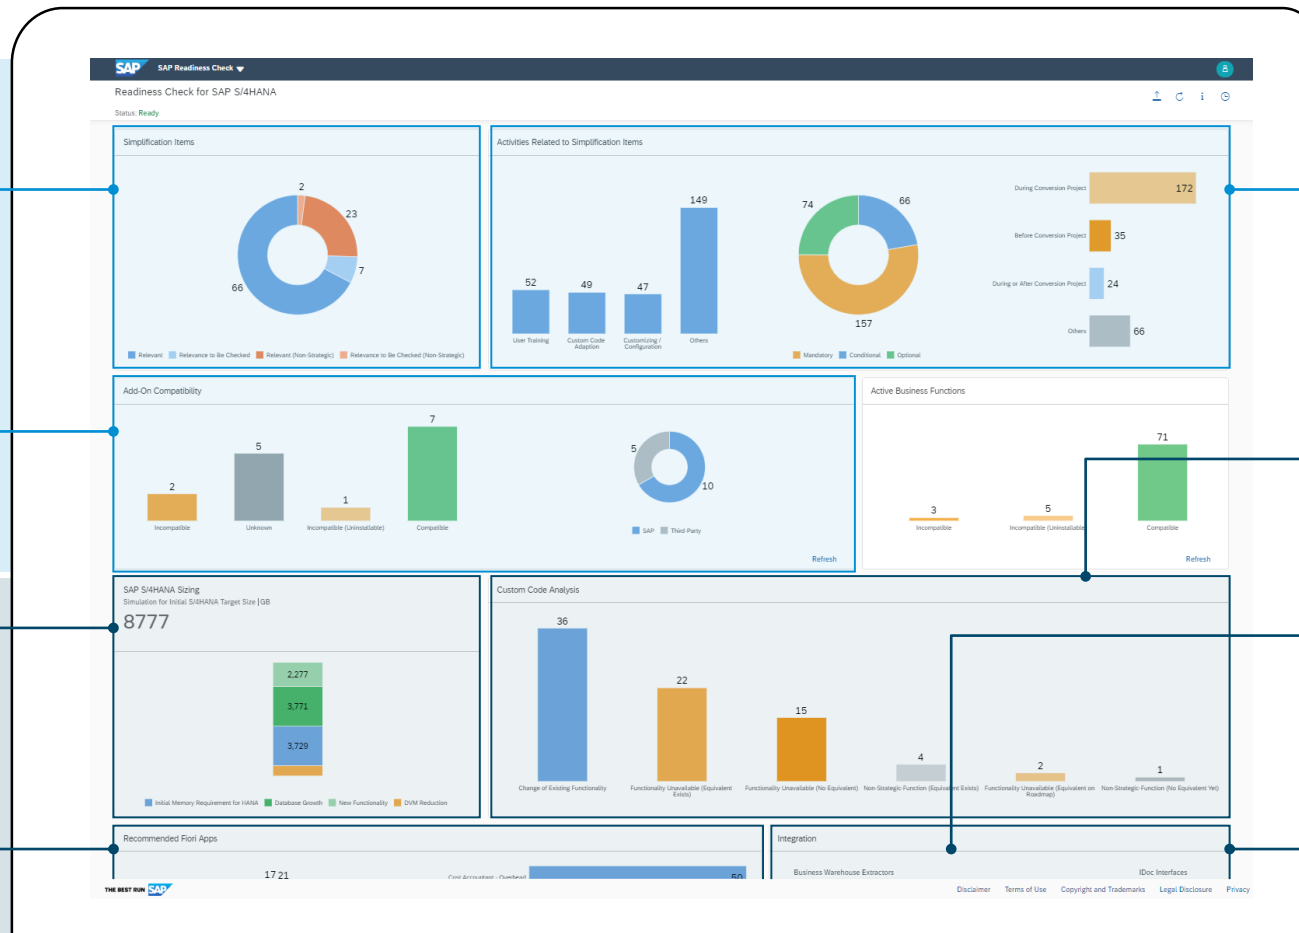 SAP SAP Readiness Check
Readiness Check for SAP S/4HANA
Status: Ready
Simplification Items
2
23
7
66
Relevant Relevance to Be Checked Relevant (Non-Strategic) Relevance to Be Checked (Non-Strategic)
Activities Related to Simplification Items
52
49
47
149
User Training
Custom Code Adaption
Customizing / Configuration
Others
74
66
157
Mandatory Conditional Optional
During Conversion Project 172
Before Conversion Project 35
During or After Conversion Project 24
Others 66
Add-On Compatibility
2
5
1
7
Incompatible
Unknown
Incompatible (Uninstallable)
Compatible
5
10
SAP Third-Party
Refresh
Active Business Functions
3
5
71
Incompatible
Incompatible (Uninstallable
Compatible
Refresh
SAP S/4HANA Sizing
Simulation for Initial S/4HANA Target Size | GB
8777
2,277
3,771
3,729
Initial Memory Requirement for HANA Database Growth New Functionality DVM Reduction
Custom Code Analysis
36
22
15
4
2
1
Change of Existing Functionality
Functionality Unavailable (Equivalent
Exists)
Functionality Unavailable (No Equivalent)
Non-Strategic Function (Equivalent Exists)
Functionality Unavailable (Equivalent on
Roadmap)
Non-Strategic Function (No Equivalent Yet)
Recommended Fiori Apps
17 21
Cost Accountant - Overhead 50
Integration
Business Warehouse Extractors
IDoc Interfaces
THE BEST RUN SAP
Disclaimer Terms of Use Copyright and Trademarks Legal Disclosure Privacy